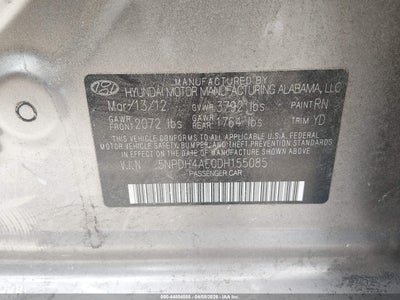 MANUFACTURED BY
HYUNDAI MOTOR MANUFACTURING ALABAMA, LLC
Mar/13/12 GVWR 3792 lbs PAINT RN
GAWR FRONT 2072 lbs GAWR REAR 1764 lbs TRIM YD
THIS VEHICLE CONFORMS TO ALL APPLICABLE U.S. FEDERAL
MOTOR VEHICLE SAFETY, BUMPER, AND THEFT PREVENTION
STANDARDS IN EFFECT ON THE DATE OF MANUFACTURE
SHOWN ABOVE.
V.I.N 5NPDH4AE0DH155085
PASSENGER CAR